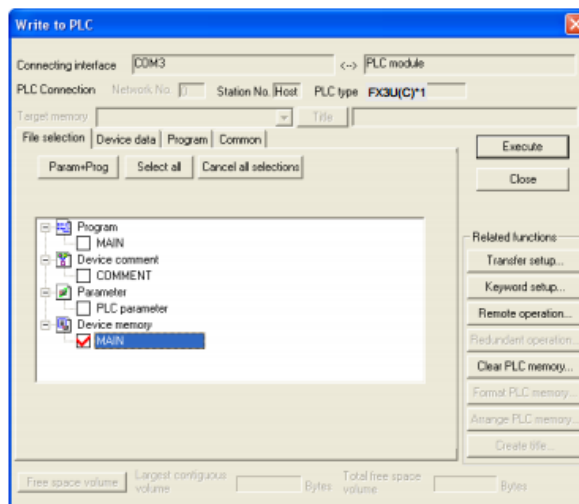 Write to PLC
Connecting interface COM3 <--> PLC module
PLC Connection Network No. 0 Station No. Host PLC type FX3U(C)*1
Target memory Title
File selection Device data Program Common
Param+Prog Select all Cancel all selections
Execute
Close
Program
MAIN
Device comment
COMMENT
Parameter
PLC parameter
Device memory
MAIN
Related functions
Transfer setup...
Keyword setup...
Remote operation...
Redundant operation...
Clear PLC memory...
Format PLC memory...
Arrange PLC memory...
Create title...
Free space volume Largest contiguous volume Bytes Total free space volume Bytes